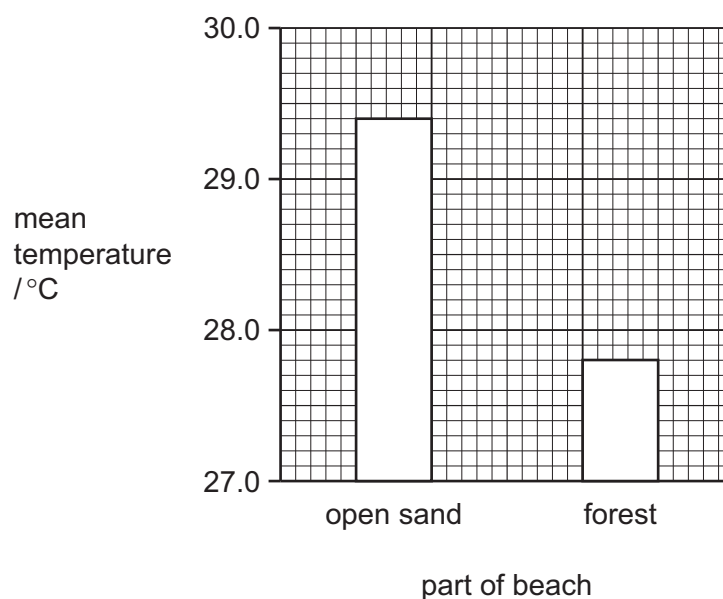 30.0
29.0
mean
temperature
/ °C
28.0
27.0
open sand forest
part of beach